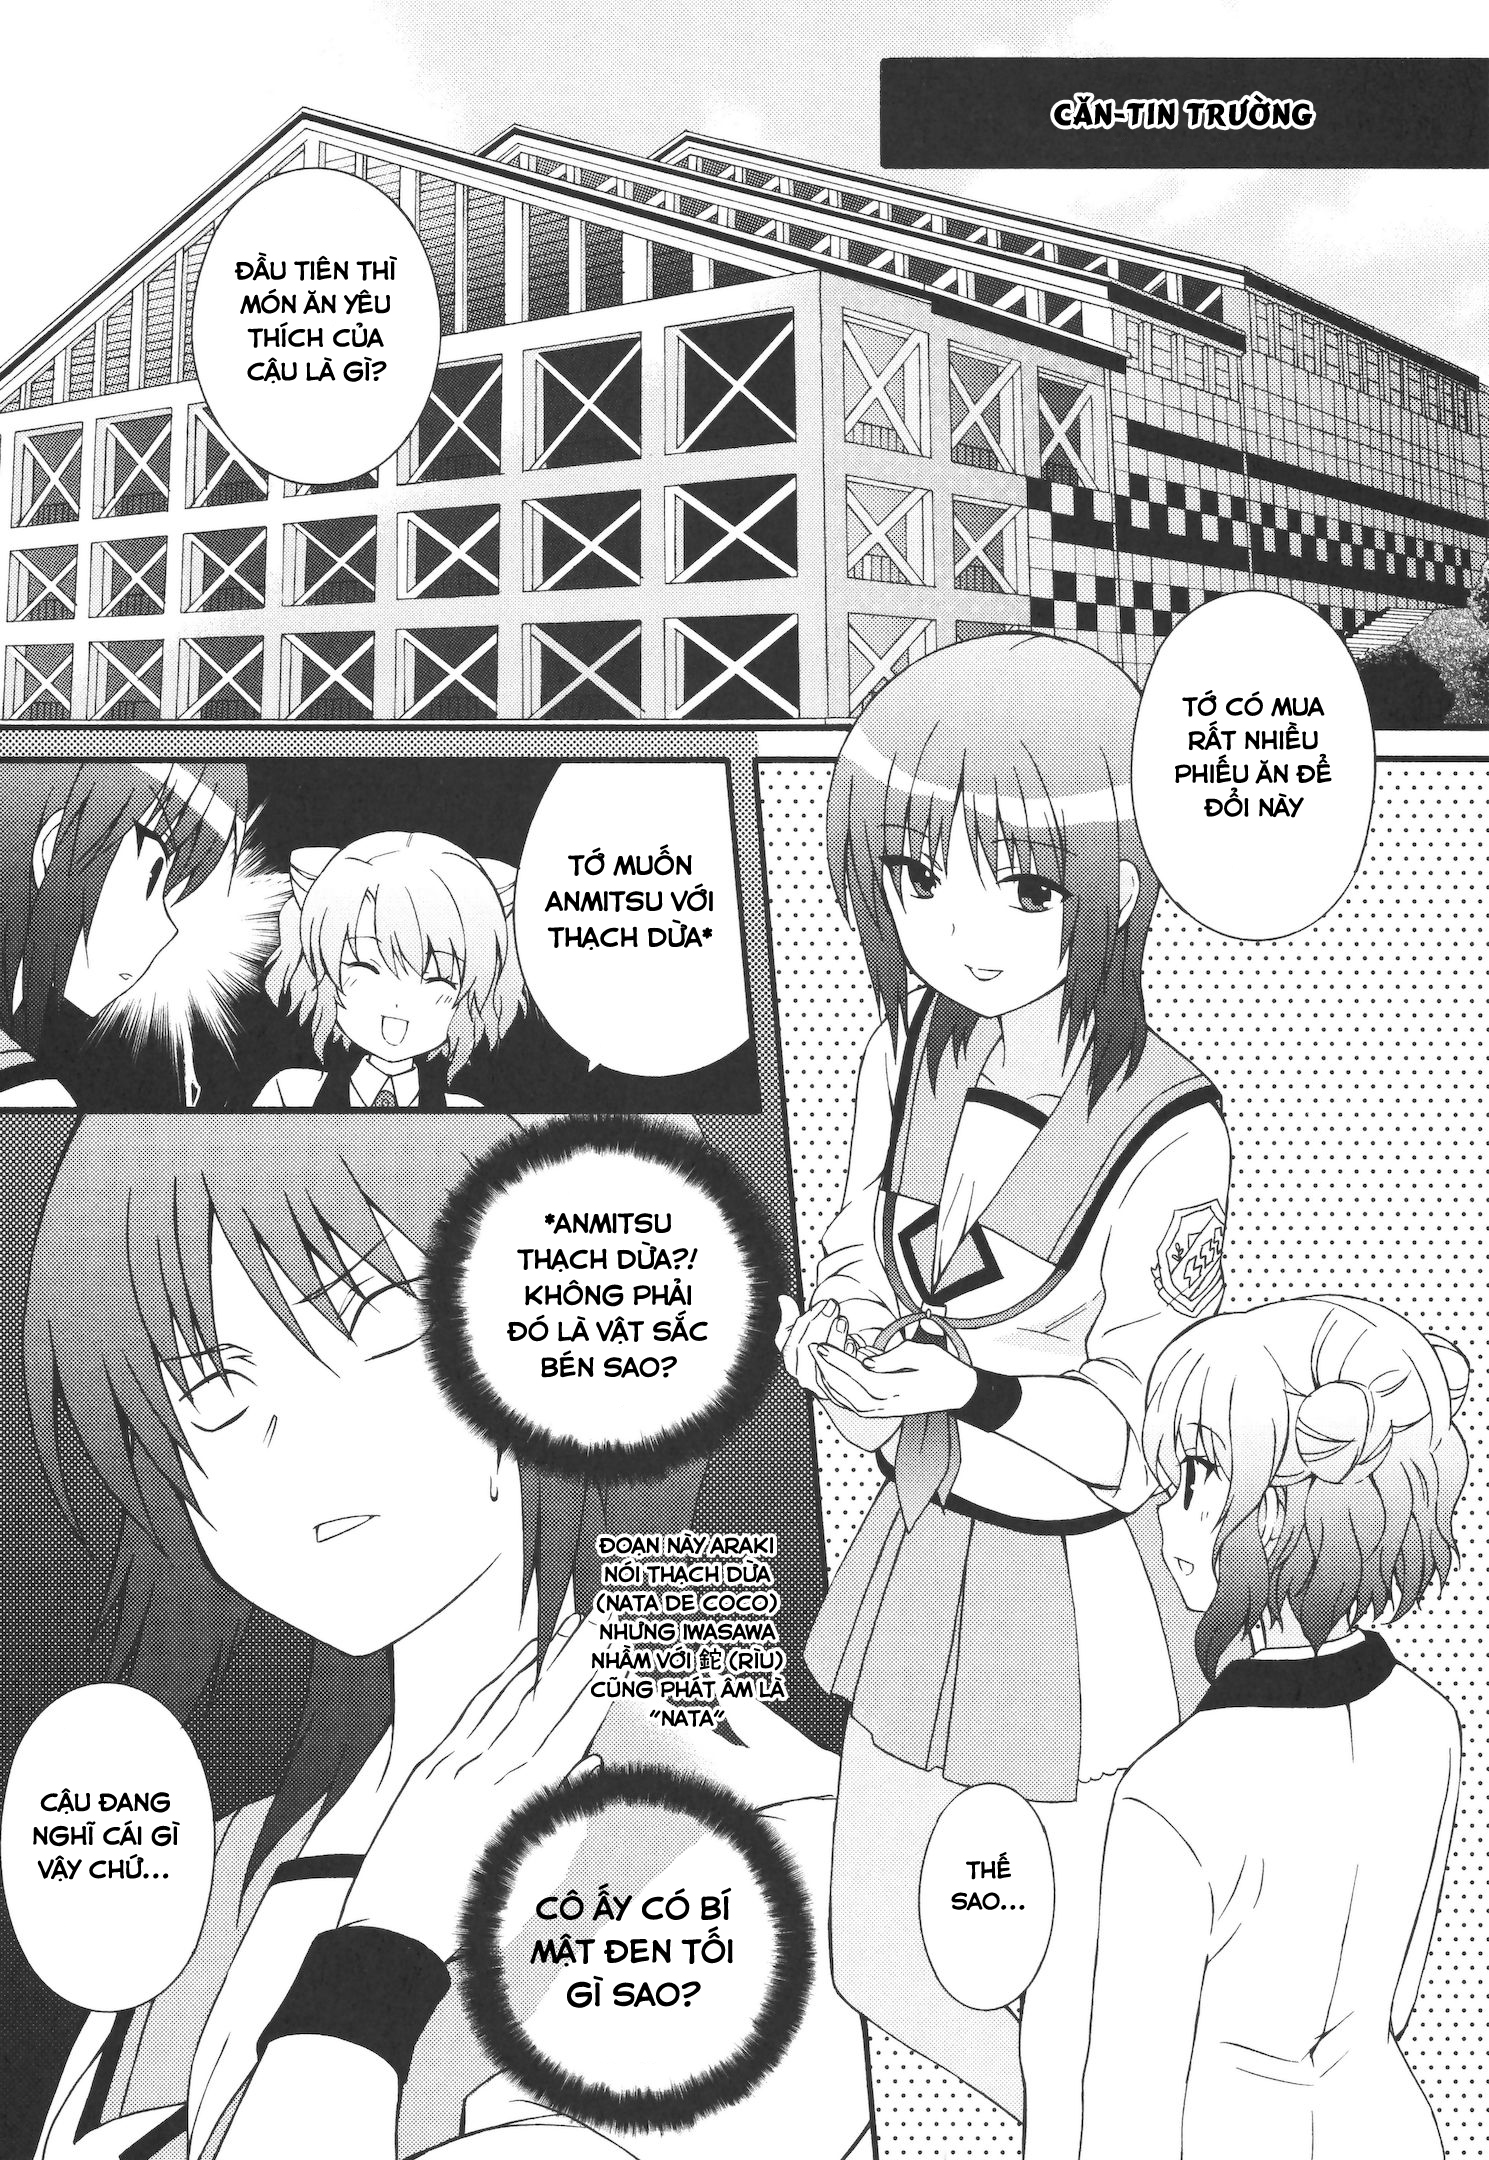 CĂN-TIN TRƯỜNG
ĐẦU TIÊN THÌ
MÓN ĂN YÊU
THÍCH CỦA
CẬU LÀ GÌ?
TỚ CÓ MUA
RẤT NHIỀU
PHIẾU ĂN ĐỂ
ĐỔI NÀY
THẾ
SAO...
TỚ MUỐN
ANMITSU VỚI
THẠCH DỪA*
*ANMITSU
THẠCH DỪA?!
KHÔNG PHẢI
ĐÓ LÀ VẬT SẮC
BÉN SAO?
ĐOẠN NÀY ARAKI
NÓI THẠCH DỪA
(NATA DE COCO)
NHƯNG IWASAWA
NHẦM VỚI 鉈 (RÌU)
CŨNG PHÁT ÂM LÀ
"NATA"
CÔ ẤY CÓ BÍ
MẬT ĐEN TỐI
GÌ SAO?
CẬU ĐANG
NGHĨ CÁI GÌ
VẬY CHỨ...